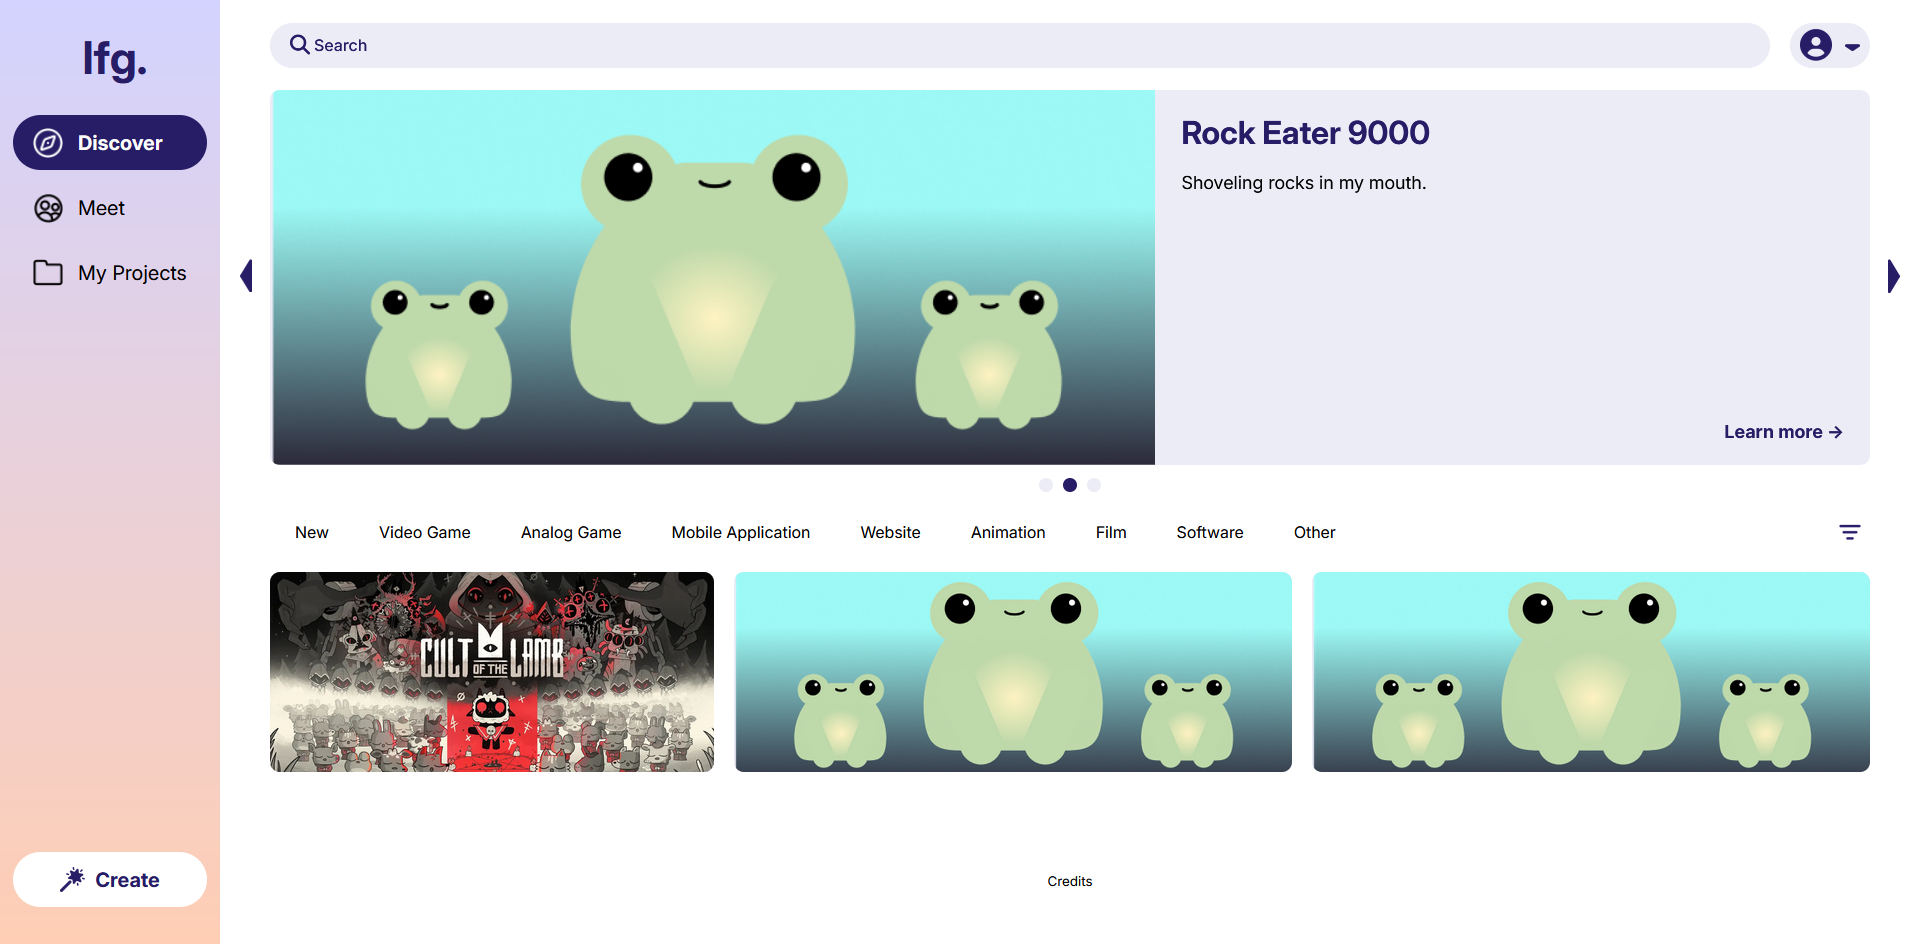 lfg.
Discover
Meet
My Projects
Create
Search
Rock Eater 9000
Shoveling rocks in my mouth.
Learn more →
New Video Game Analog Game Mobile Application Website Animation Film Software Other
CULT
OF THE
LAMB
Credits